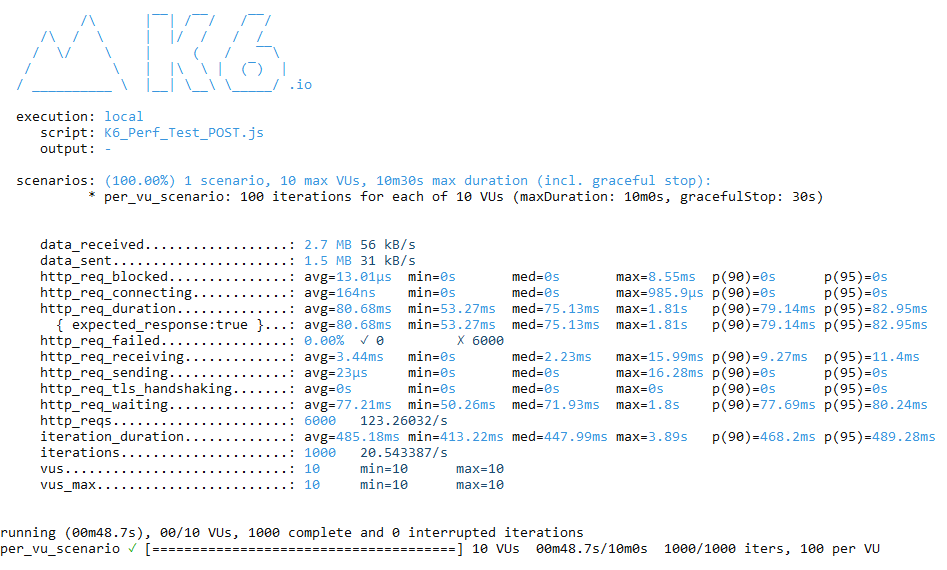 /\      |‾‾| /‾‾/   /‾‾/
     /\  /  \     |  |/  /   /  /
    /  \/    \    |     (   /   ‾‾\
   /          \   |  |\  \ |  (‾)  |
  / __________ \  |__| \__\ \_____/ .io
execution: local
script: K6_Perf_Test_POST.js
output: -
scenarios: (100.00%) 1 scenario, 10 max VUs, 10m30s max duration (incl. graceful stop):
* per_vu_scenario: 100 iterations for each of 10 VUs (maxDuration: 10m0s, gracefulStop: 30s)
data_received..................: 2.7 MB 56 kB/s
data_sent......................: 1.5 MB 31 kB/s
http_req_blocked...............: avg=13.01µs min=0s med=0s max=8.55ms p(90)=0s p(95)=0s
http_req_connecting............: avg=164ns min=0s med=0s max=985.9µs p(90)=0s p(95)=0s
http_req_duration..............: avg=80.68ms min=53.27ms med=75.13ms max=1.81s p(90)=79.14ms p(95)=82.95ms
{ expected_response:true }...: avg=80.68ms min=53.27ms med=75.13ms max=1.81s p(90)=79.14ms p(95)=82.95ms
http_req_failed................: 0.00% ✓ 0 ✗ 6000
http_req_receiving.............: avg=3.44ms min=0s med=2.23ms max=15.99ms p(90)=9.27ms p(95)=11.4ms
http_req_sending...............: avg=23µs min=0s med=0s max=16.28ms p(90)=0s p(95)=0s
http_req_tls_handshaking.......: avg=0s min=0s med=0s max=0s p(90)=0s p(95)=0s
http_req_waiting...............: avg=77.21ms min=50.26ms med=71.93ms max=1.8s p(90)=77.69ms p(95)=80.24ms
http_reqs......................: 6000 123.26032/s
iteration_duration.............: avg=485.18ms min=413.22ms med=447.99ms max=3.89s p(90)=468.2ms p(95)=489.28ms
iterations.....................: 1000 20.543387/s
vus............................: 10 min=10 max=10
vus_max........................: 10 min=10 max=10
running (00m48.7s), 00/10 VUs, 1000 complete and 0 interrupted iterations
per_vu_scenario ✓ [======================================] 10 VUs 00m48.7s/10m0s 1000/1000 iters, 100 per VU